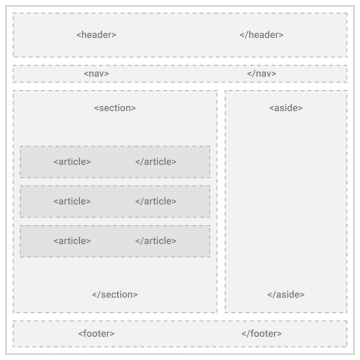 <header> </header>
<nav> </nav>
<section>
<aside>
<article> </article>
<article> </article>
<article> </article>
</section>
</aside>
<footer> </footer>